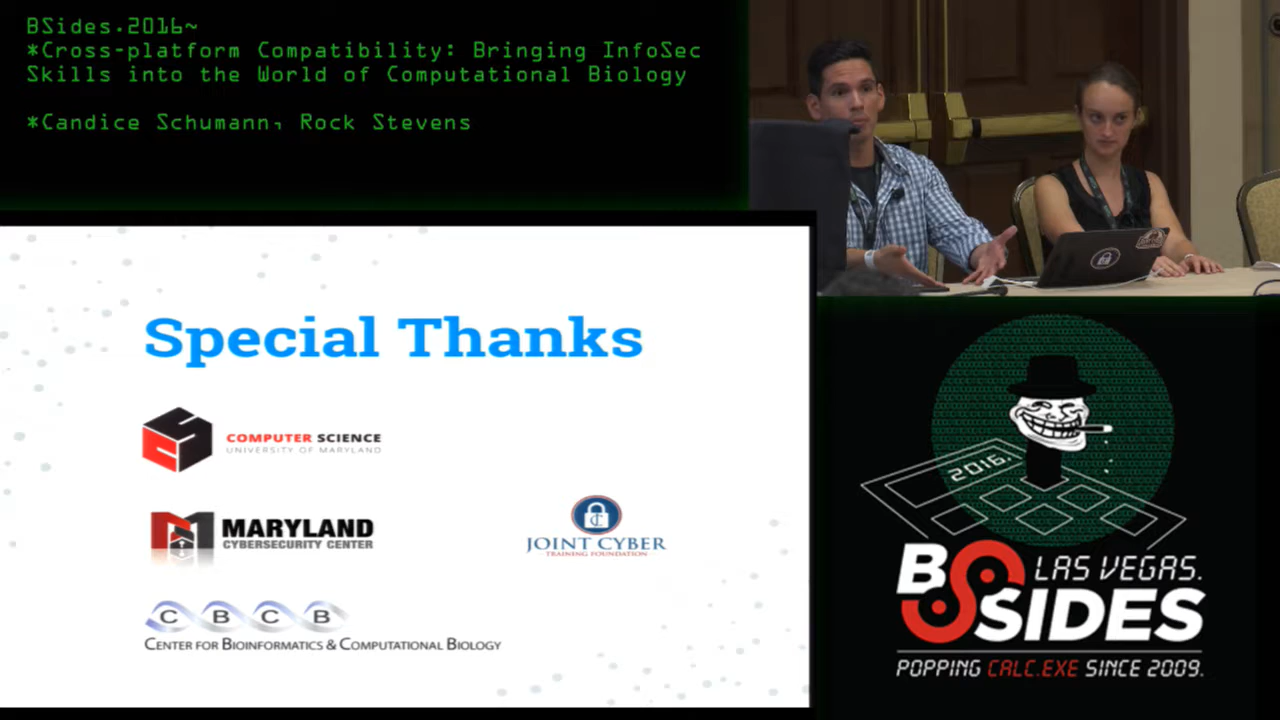 BSides.2016~
*Cross-platform Compatibility: Bringing InfoSec
Skills into the World of Computational Biology
*Candice Schumann, Rock Stevens
Special Thanks
COMPUTER SCIENCE
UNIVERSITY OF MARYLAND
MARYLAND
CYBERSECURITY CENTER
JOINT CYBER
TRAINING FOUNDATION
C B C B
CENTER FOR BIOINFORMATICS & COMPUTATIONAL BIOLOGY
2016.
BSIDES
LAS VEGAS.
POPPING CALC.EXE SINCE 2009.